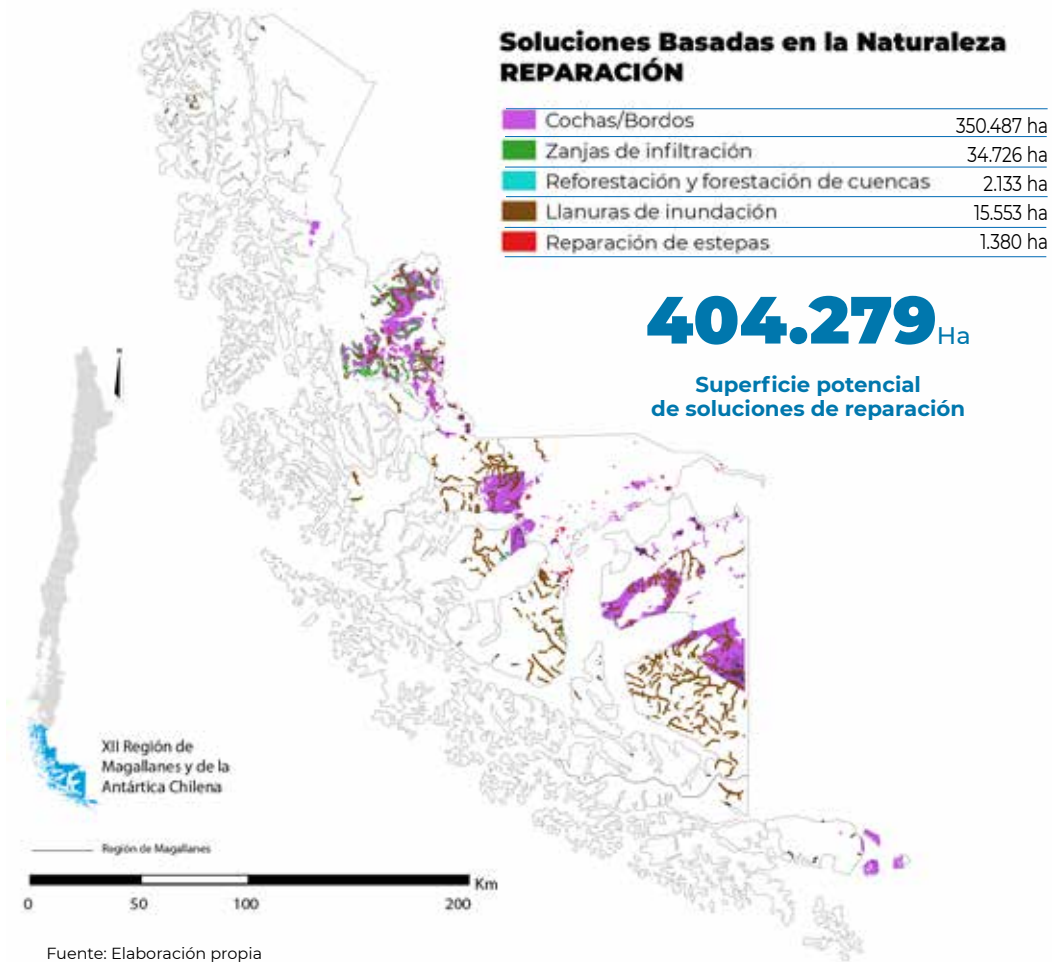 Soluciones Basadas en la Naturaleza
REPARACIÓN
Cochas/Bordos 350.487 ha
Zanjas de infiltración 34.726 ha
Reforestación y forestación de cuencas 2.133 ha
Llanuras de inundación 15.553 ha
Reparación de estepas 1.380 ha
404.279 Ha
Superficie potencial
de soluciones de reparación
XII Región de
Magallanes y de la
Antártica Chilena
Región de Magallanes
Km
0 50 100 200
Fuente: Elaboración propia